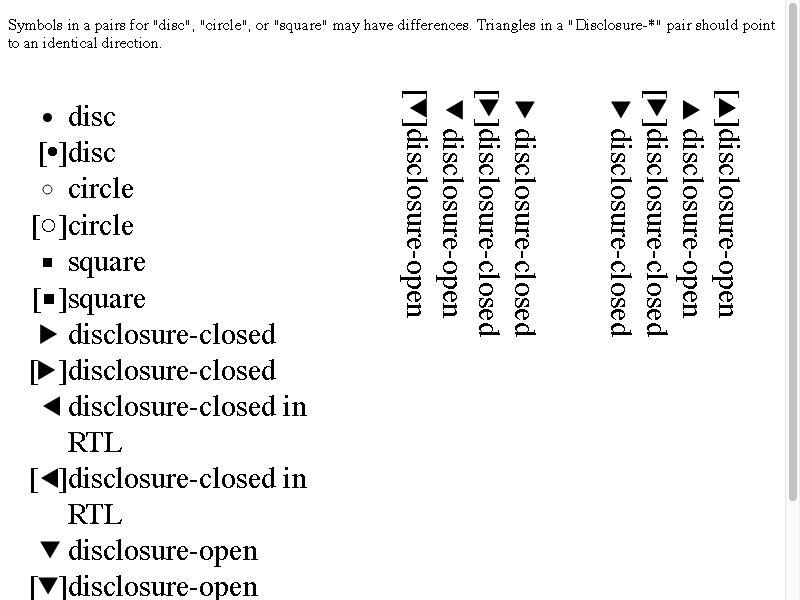 Symbols in a pairs for "disc", "circle", or "square" may have differences. Triangles in a "Disclosure-*" pair should point
to an identical direction.
• disc
[•]disc
○ circle
[○]circle
■ square
[■]square
▶ disclosure-closed
[▶]disclosure-closed
◀ disclosure-closed in
RTL
[◀]disclosure-closed in
RTL
▼ disclosure-open
[▼]disclosure-open
[◀]disclosure-open
◀ disclosure-open
[▼]disclosure-closed
▼ disclosure-closed
▼ disclosure-closed
[▼]disclosure-closed
▶ disclosure-open
[▶]disclosure-open